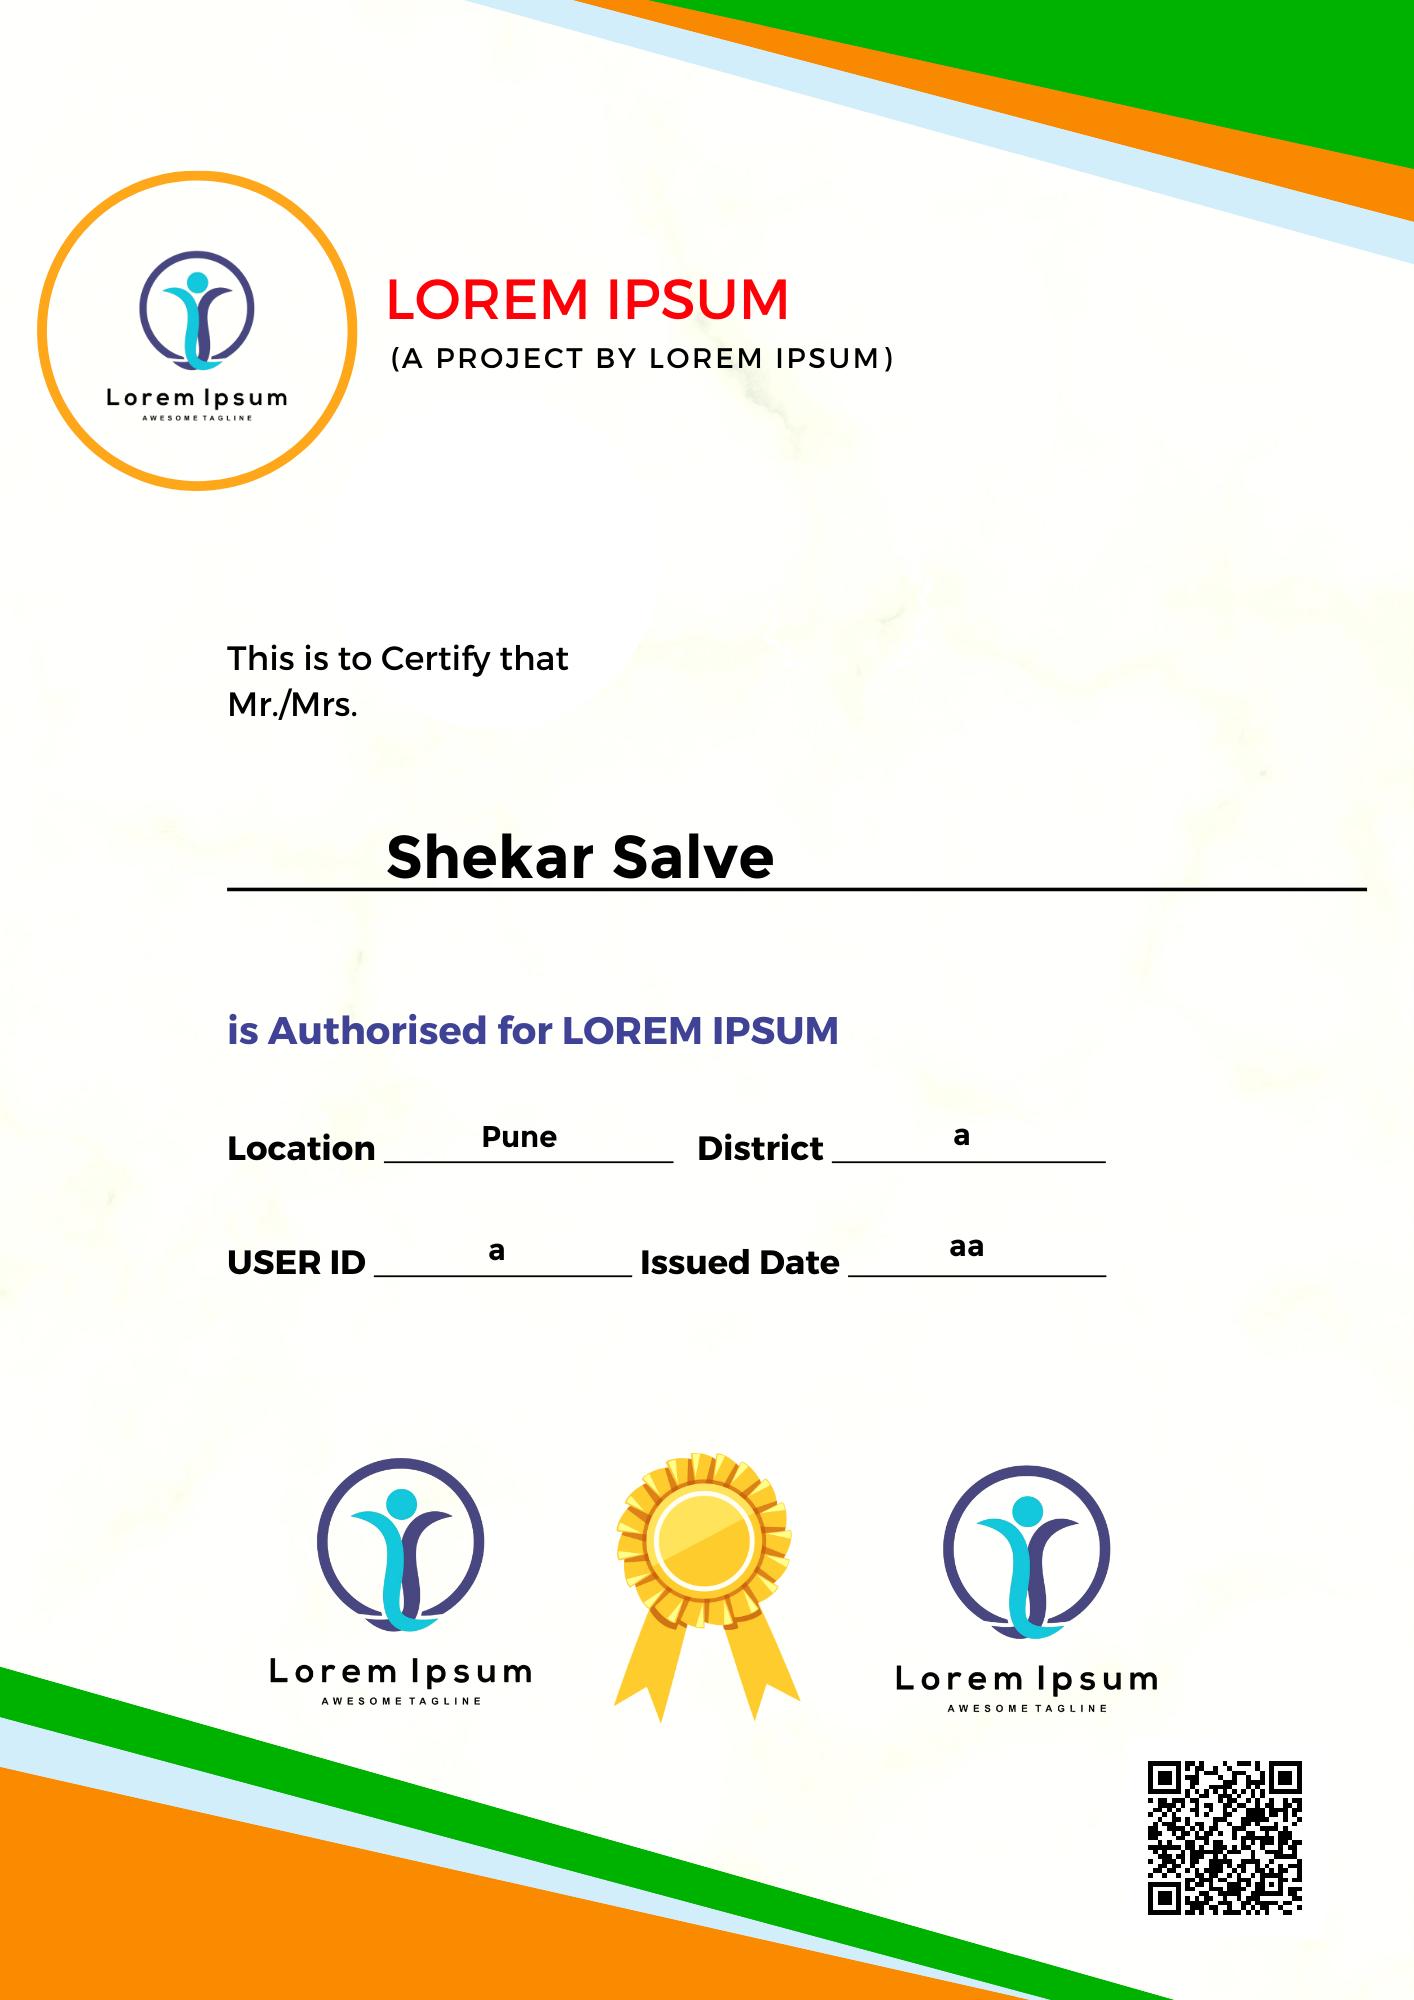 LOREM IPSUM
(A PROJECT BY LOREM IPSUM)
Lorem Ipsum
AWESOME TAGLINE
This is to Certify that
Mr./Mrs.
Shekar Salve
is Authorised for LOREM IPSUM
Location Pune District a
USER ID a Issued Date aa
Lorem Ipsum
AWESOME TAGLINE
Lorem Ipsum
AWESOME TAGLINE